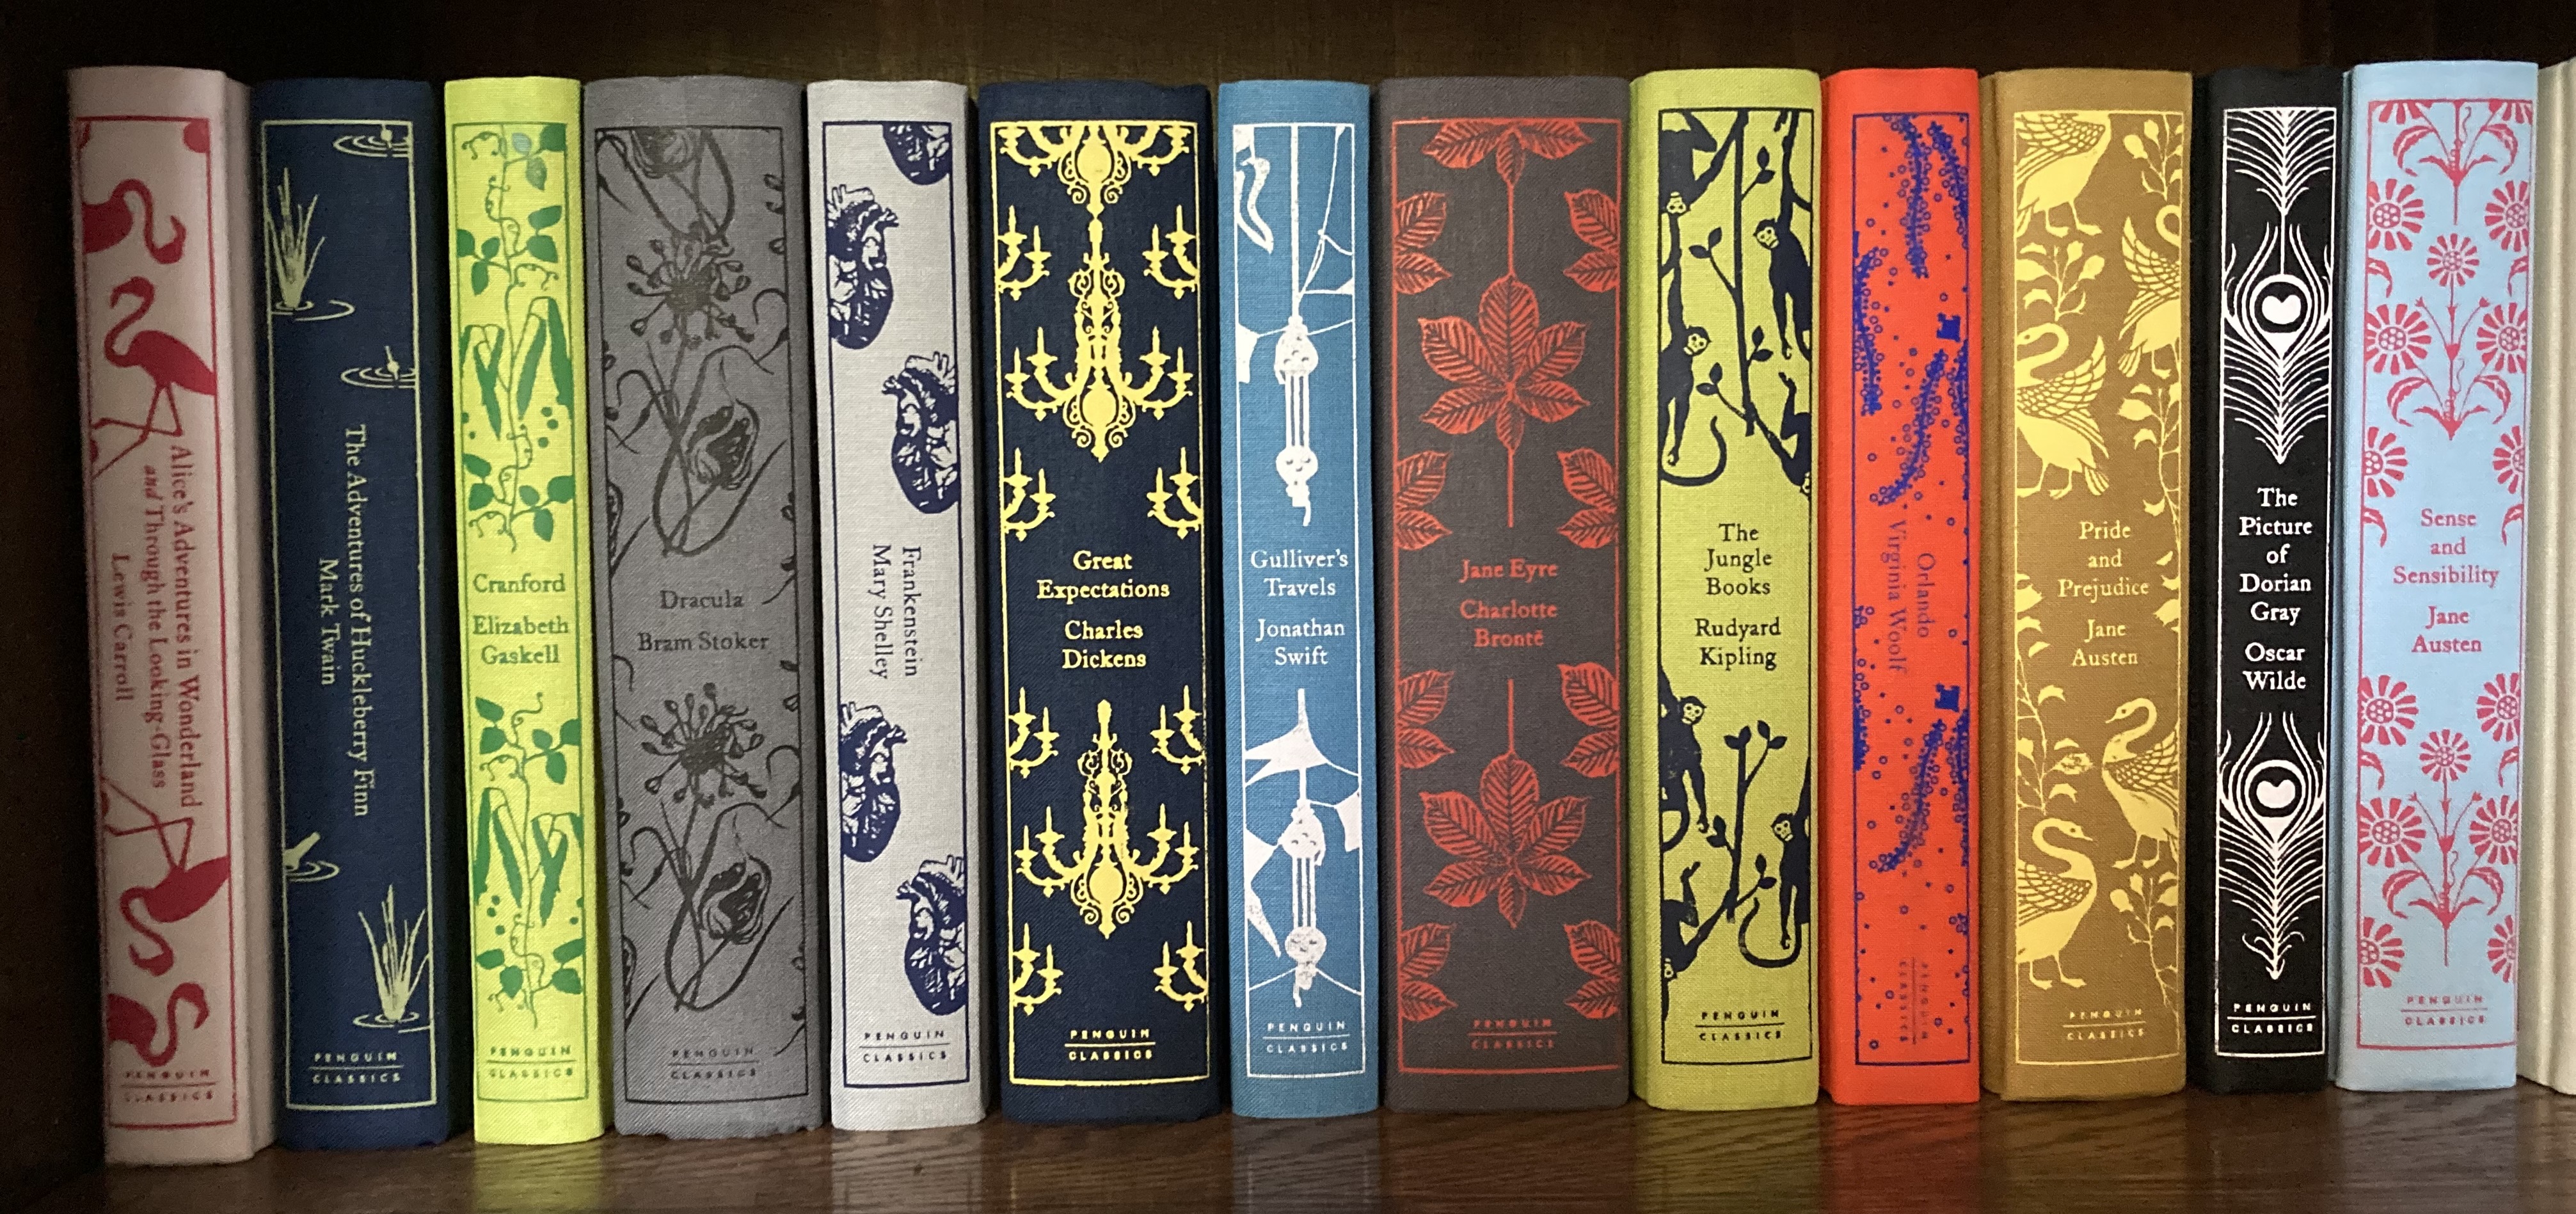 Alice's Adventures in Wonderland
and Through the Looking-Glass
Lewis Carroll
PENGUIN
CLASSICS
The Adventures of Huckleberry Finn
Mark Twain
PENGUIN
CLASSICS
Cranford
Elizabeth
Gaskell
PENGUIN
CLASSICS
Dracula
Bram Stoker
PENGUIN
CLASSICS
Frankenstein
Mary Shelley
PENGUIN
CLASSICS
Great
Expectations
Charles
Dickens
PENGUIN
CLASSICS
Gulliver's
Travels
Jonathan
Swift
PENGUIN
CLASSICS
Jane Eyre
Charlotte
Brontë
PENGUIN
CLASSICS
The
Jungle
Books
Rudyard
Kipling
PENGUIN
CLASSICS
Orlando
Virginia Woolf
PENGUIN
CLASSICS
Pride
and
Prejudice
Jane
Austen
PENGUIN
CLASSICS
The
Picture
of
Dorian
Gray
Oscar
Wilde
PENGUIN
CLASSICS
Sense
and
Sensibility
Jane
Austen
PENGUIN
CLASSICS